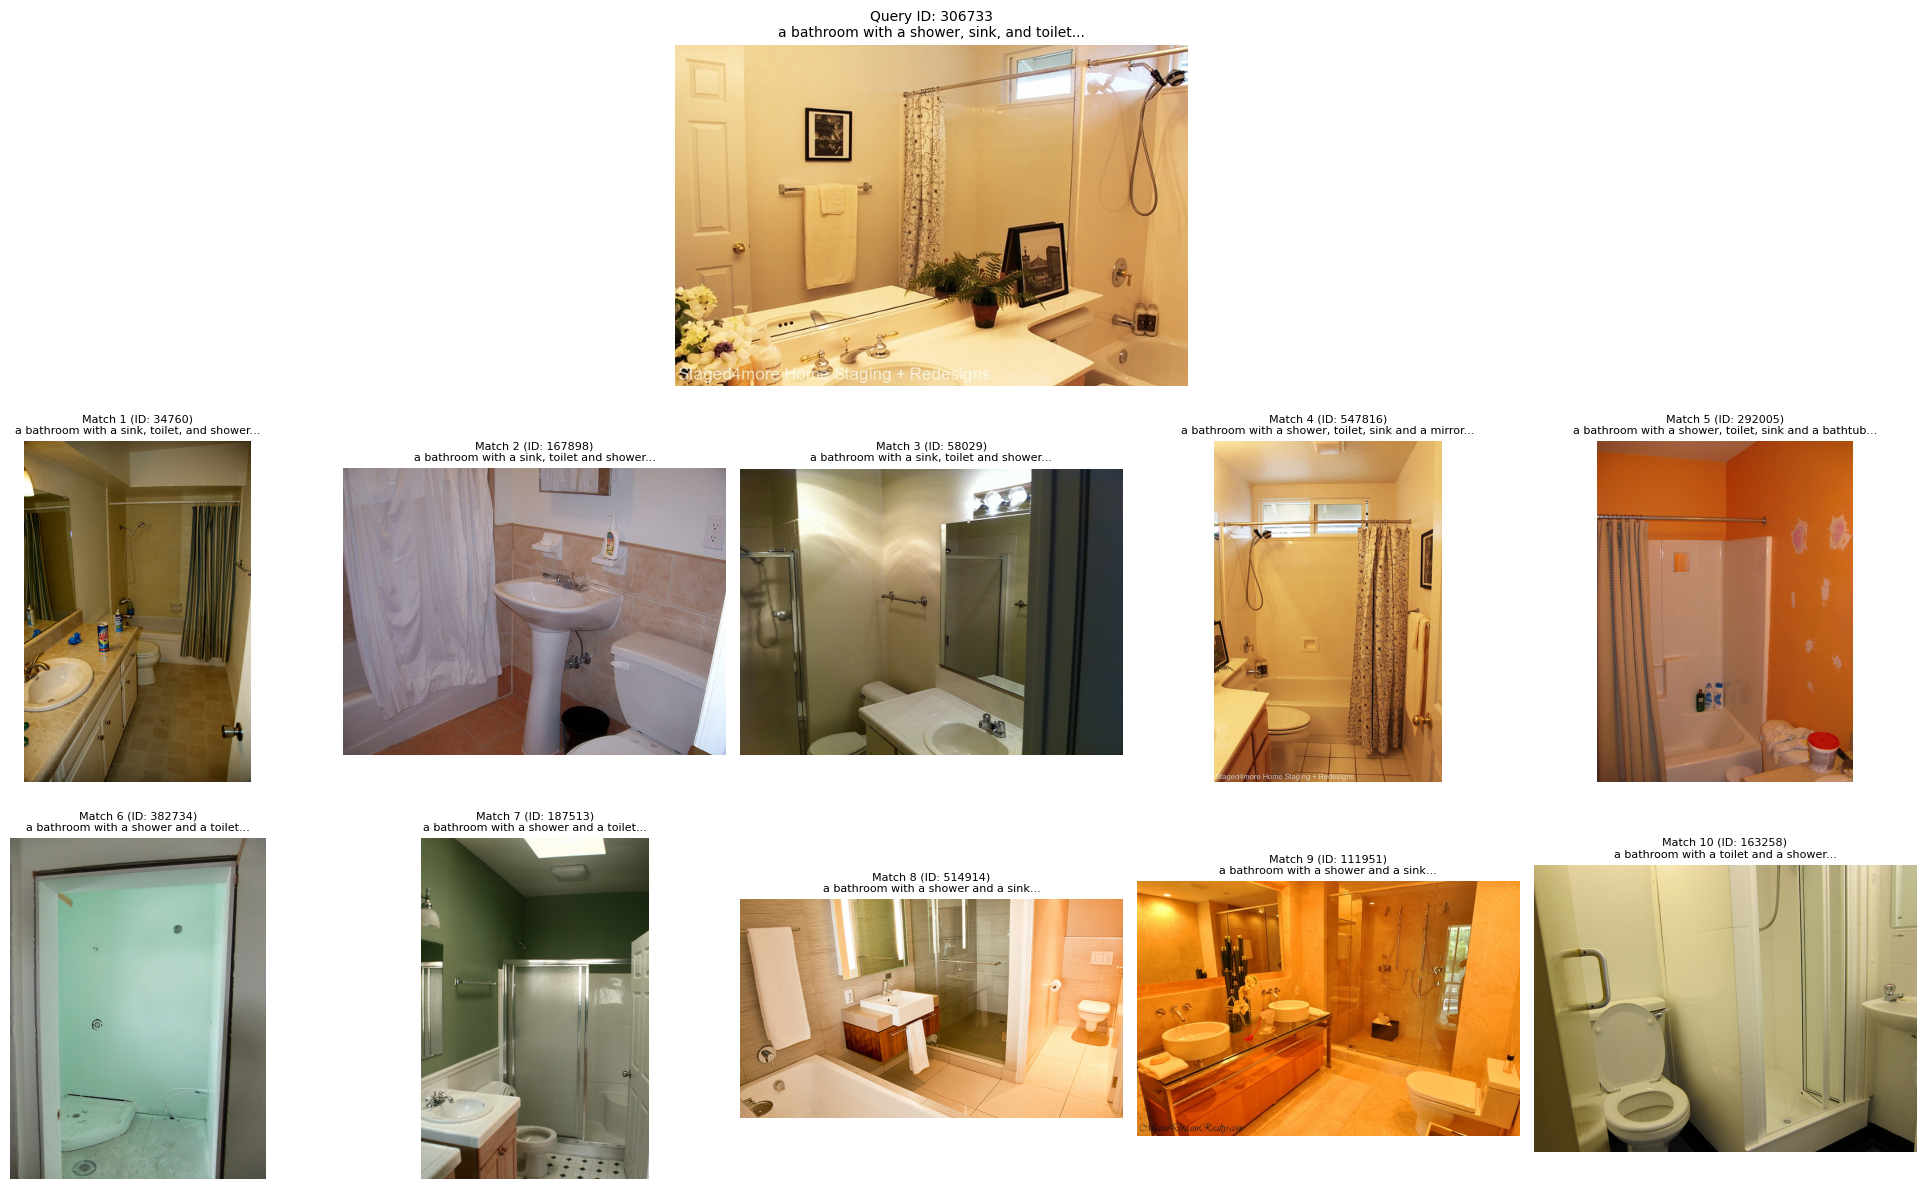 Query ID: 306733
a bathroom with a shower, sink, and toilet...
Staged4more Home Staging + Redesigns
Match 1 (ID: 34760)
a bathroom with a sink, toilet, and shower...
Match 2 (ID: 167898)
a bathroom with a sink, toilet and shower...
Match 3 (ID: 58029)
a bathroom with a sink, toilet and shower...
Match 4 (ID: 547816)
a bathroom with a shower, toilet, sink and a mirror...
Staged4more Home Staging + Redesigns
Match 5 (ID: 292005)
a bathroom with a shower, toilet, sink and a bathtub...
Match 6 (ID: 382734)
a bathroom with a shower and a toilet...
Match 7 (ID: 187513)
a bathroom with a shower and a toilet...
Match 8 (ID: 514914)
a bathroom with a shower and a sink...
Match 9 (ID: 111951)
a bathroom with a shower and a sink...
Match 10 (ID: 163258)
a bathroom with a toilet and a shower...